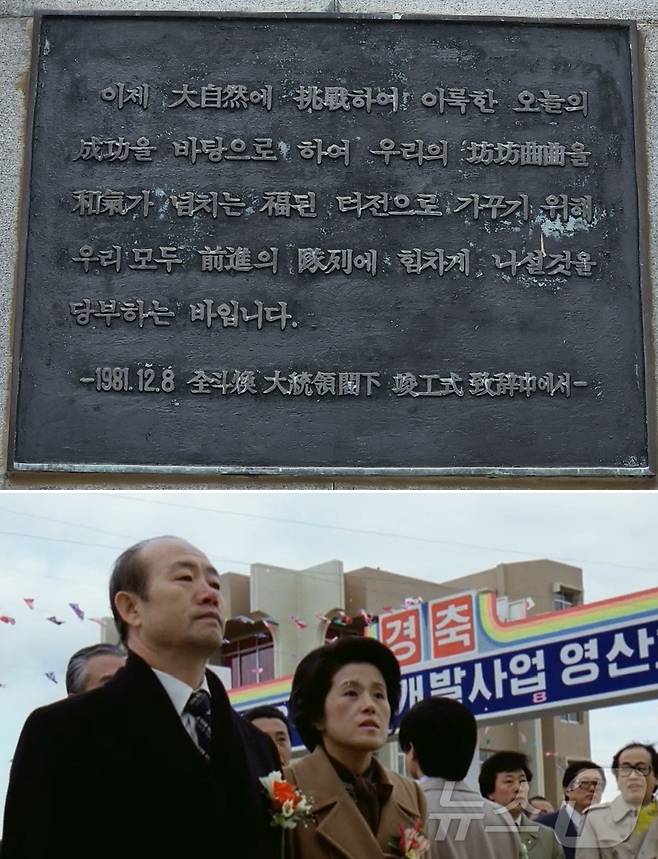 이제 大自然에 挑戰하여 이룩한 오늘의
成功을 바탕으로 하여 우리의 坊坊曲曲을
和氣가 넘치는 福된 터전으로 가꾸기 위해
우리 모두 前進의 隊列에 힘차게 나설것을
당부하는 바입니다.
-1981.12.8 全斗煥 大統領閣下 竣工式 致辞中에서-
경축
개발사업 영산
8
뉴스1